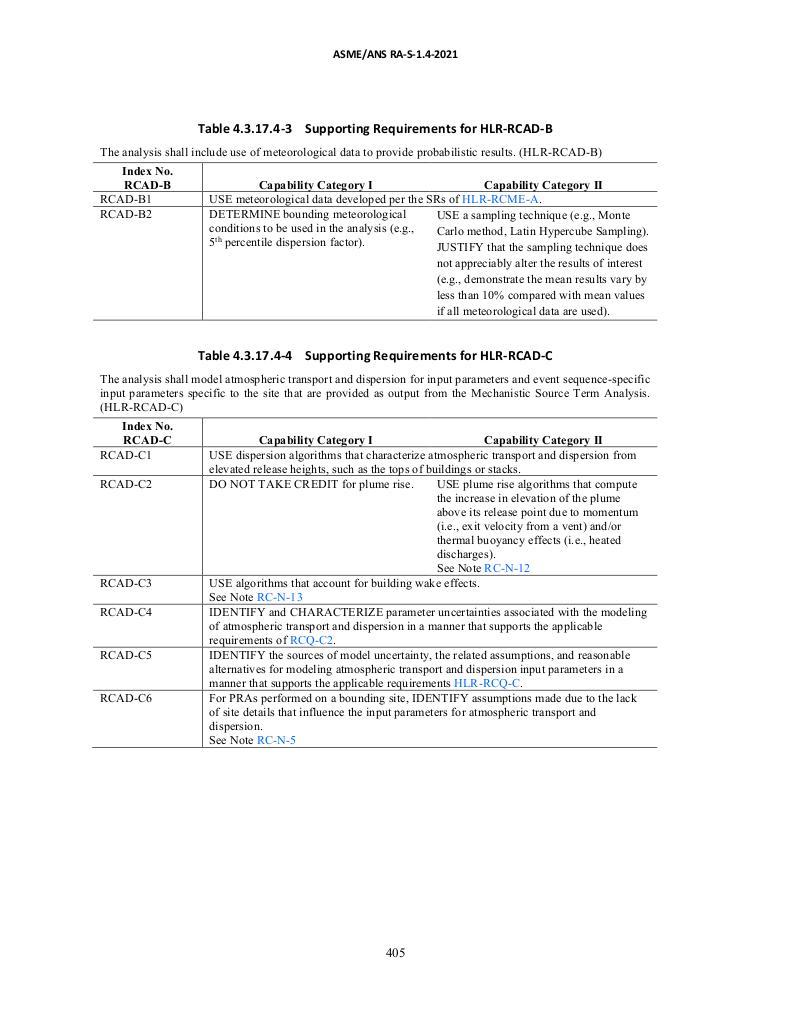 ASME/ANS RA-S-1.4-2021
Table 4.3.17.4-3 Supporting Requirements for HLR-RCAD-B
The analysis shall include use of meteorological data to provide probabilistic results. (HLR-RCAD-B)
Index No.
RCAD-B Capability Category I Capability Category II
RCAD-B1 USE meteorological data developed per the SRs of HLR-RCME-A.
RCAD-B2
DETERMINE bounding meteorological
conditions to be used in the analysis (e.g.,
5th percentile dispersion factor).
USE a sampling technique (e.g., Monte
Carlo method, Latin Hypercube Sampling).
JUSTIFY that the sampling technique does
not appreciably alter the results of interest
(e.g., demonstrate the mean results vary by
less than 10% compared with mean values
if all meteorological data are used).
Table 4.3.17.4-4 Supporting Requirements for HLR-RCAD-C
The analysis shall model atmospheric transport and dispersion for input parameters and event sequence-specific
input parameters specific to the site that are provided as output from the Mechanistic Source Term Analysis.
(HLR-RCAD-C)
Index No.
RCAD-C Capability Category I Capability Category II
RCAD-C1 USE dispersion algorithms that characterize atmospheric transport and dispersion from
elevated release heights, such as the tops of buildings or stacks.
RCAD-C2
DO NOT TAKE CREDIT for plume rise.
USE plume rise algorithms that compute
the increase in elevation of the plume
above its release point due to momentum
(i.e., exit velocity from a vent) and/or
thermal buoyancy effects (i.e., heated
discharges).
See Note RC-N-12
RCAD-C3 USE algorithms that account for building wake effects.
See Note RC-N-13
RCAD-C4 IDENTIFY and CHARACTERIZE parameter uncertainties associated with the modeling
of atmospheric transport and dispersion in a manner that supports the applicable
requirements of RCQ-C2.
RCAD-C5 IDENTIFY the sources of model uncertainty, the related assumptions, and reasonable
alternatives for modeling atmospheric transport and dispersion input parameters in a
manner that supports the applicable requirements HLR-RCQ-C.
RCAD-C6 For PRAs performed on a bounding site, IDENTIFY assumptions made due to the lack
of site details that influence the input parameters for atmospheric transport and
dispersion.
See Note RC-N-5
405